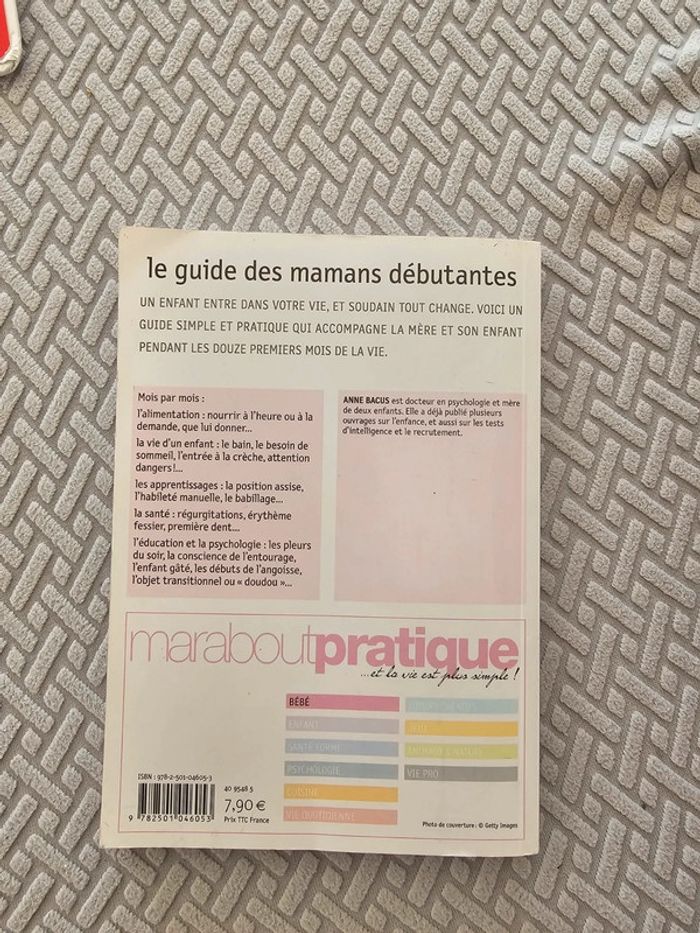 le guide des mamans débutantes
UN ENFANT ENTRE DANS VOTRE VIE, ET SOUDAIN TOUT CHANGE. VOICI UN
GUIDE SIMPLE ET PRATIQUE QUI ACCOMPAGNE LA MÈRE ET SON ENFANT
PENDANT LES DOUZE PREMIERS MOIS DE LA VIE.
Mois par mois :
l'alimentation : nourrir à l'heure ou à la
demande, que lui donner...
la vie d'un enfant : le bain, le besoin de
sommeil, l'entrée à la crèche, attention
dangers !...
les apprentissages : la position assise,
l'habileté manuelle, le babillage...
la santé : régurgitations, érythème
fessier, première dent...
l'éducation et la psychologie : les pleurs
du soir, la conscience de l'entourage,
l'enfant gâté, les débuts de l'angoisse,
l'objet transitionnel ou « doudou »...
ANNE BACUS est docteur en psychologie et mère
de deux enfants. Elle a déjà publié plusieurs
ouvrages sur l'enfance, et aussi sur les tests
d'intelligence et le recrutement.
maraboutpratique
...et la vie est plus simple !
BÉBÉ
ENFANT
SANTÉ FORME
PSYCHOLOGIE
CUISINE
VIE QUOTIDIENNE
JEUX
VIE PRO
ISBN : 978-2-501-04605-3
9 782501 046053
40 9548 5
7,90 €
Prix TTC France
Photo de couverture : © Getty Images